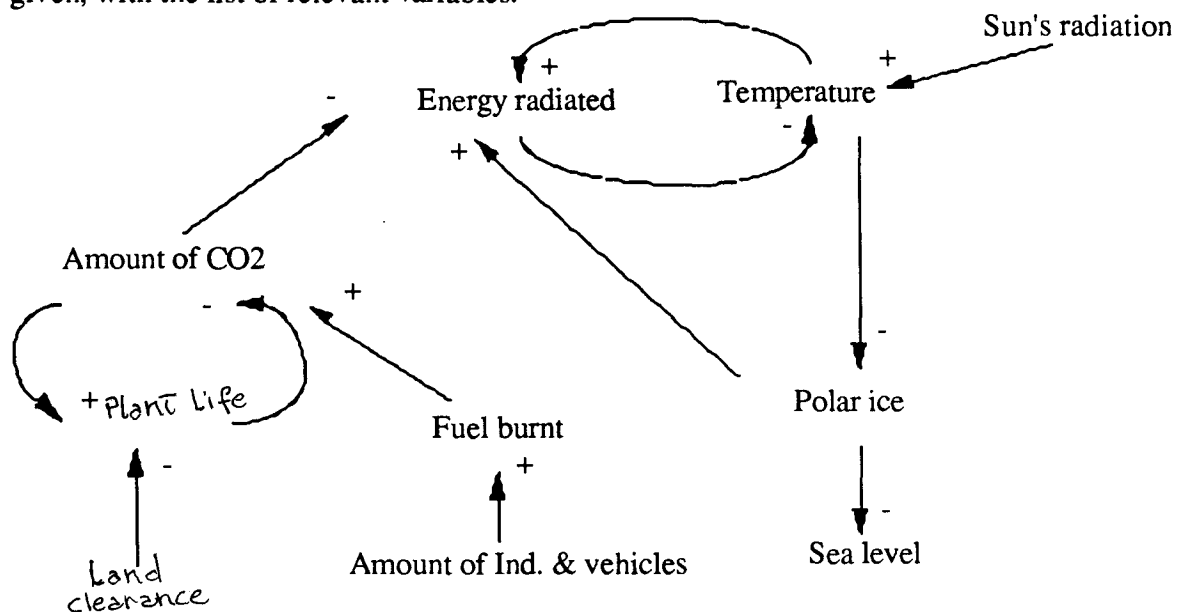 given, with the list of relevant variables.
Sun's radiation
+
+
-
Energy radiated
Temperature
-
+
Amount of CO2
-
+
-
+ Plant Life
Polar ice
Fuel burnt
-
+
-
Amount of Ind. & vehicles
Sea level
Land
clearance